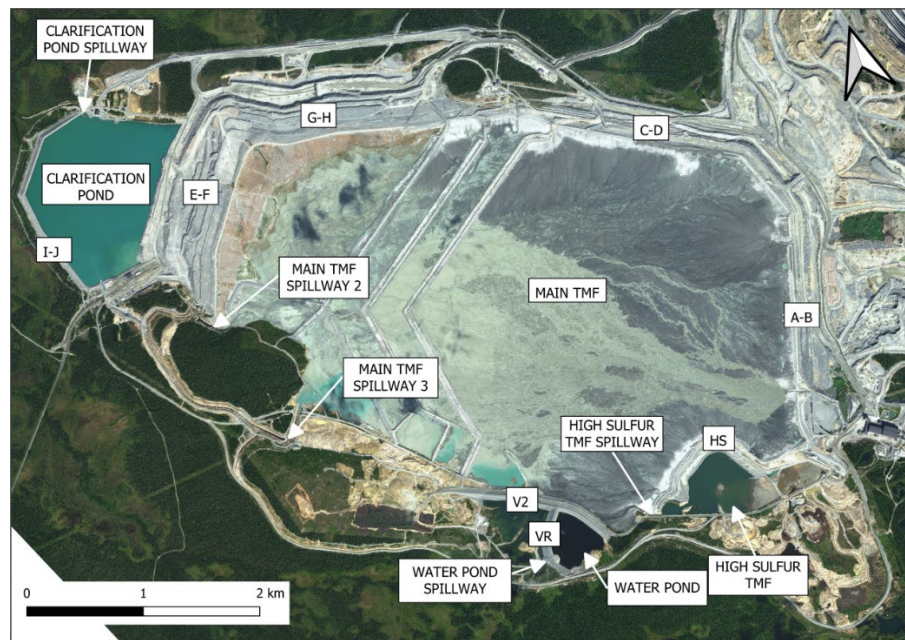 CLARIFICATION
POND SPILLWAY
G-H
C-D
CLARIFICATION
POND
E-F
I-J
MAIN TMF
SPILLWAY 2
MAIN TMF
A-B
MAIN TMF
SPILLWAY 3
HIGH SULFUR
TMF SPILLWAY
HS
V2
VR
WATER POND
SPILLWAY
WATER POND
HIGH SULFUR
TMF
0 1 2 km